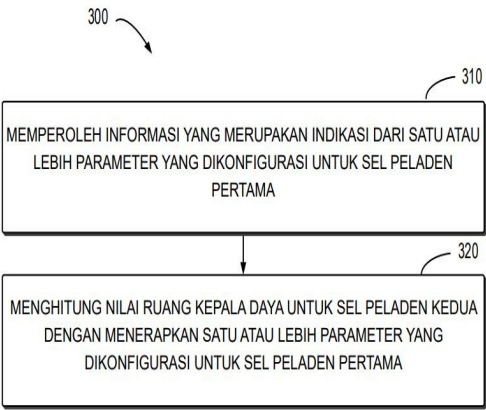 300
310
MEMPEROLEH INFORMASI YANG MERUPAKAN INDIKASI DARI SATU ATAU
LEBIH PARAMETER YANG DIKONFIGURASI UNTUK SEL PELADEN
PERTAMA
320
MENGHITUNG NILAI RUANG KEPALA DAYA UNTUK SEL PELADEN KEDUA
DENGAN MENERAPKAN SATU ATAU LEBIH PARAMETER YANG
DIKONFIGURASI UNTUK SEL PELADEN PERTAMA